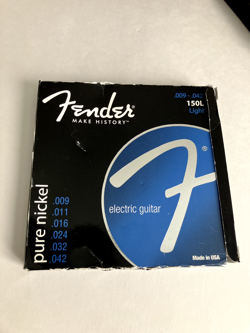 Fender
MAKE HISTORY™
.009 - .042
150L
Light
pure nickel
.009
.011
.016
.024
.032
.042
electric guitar
F
Made in USA